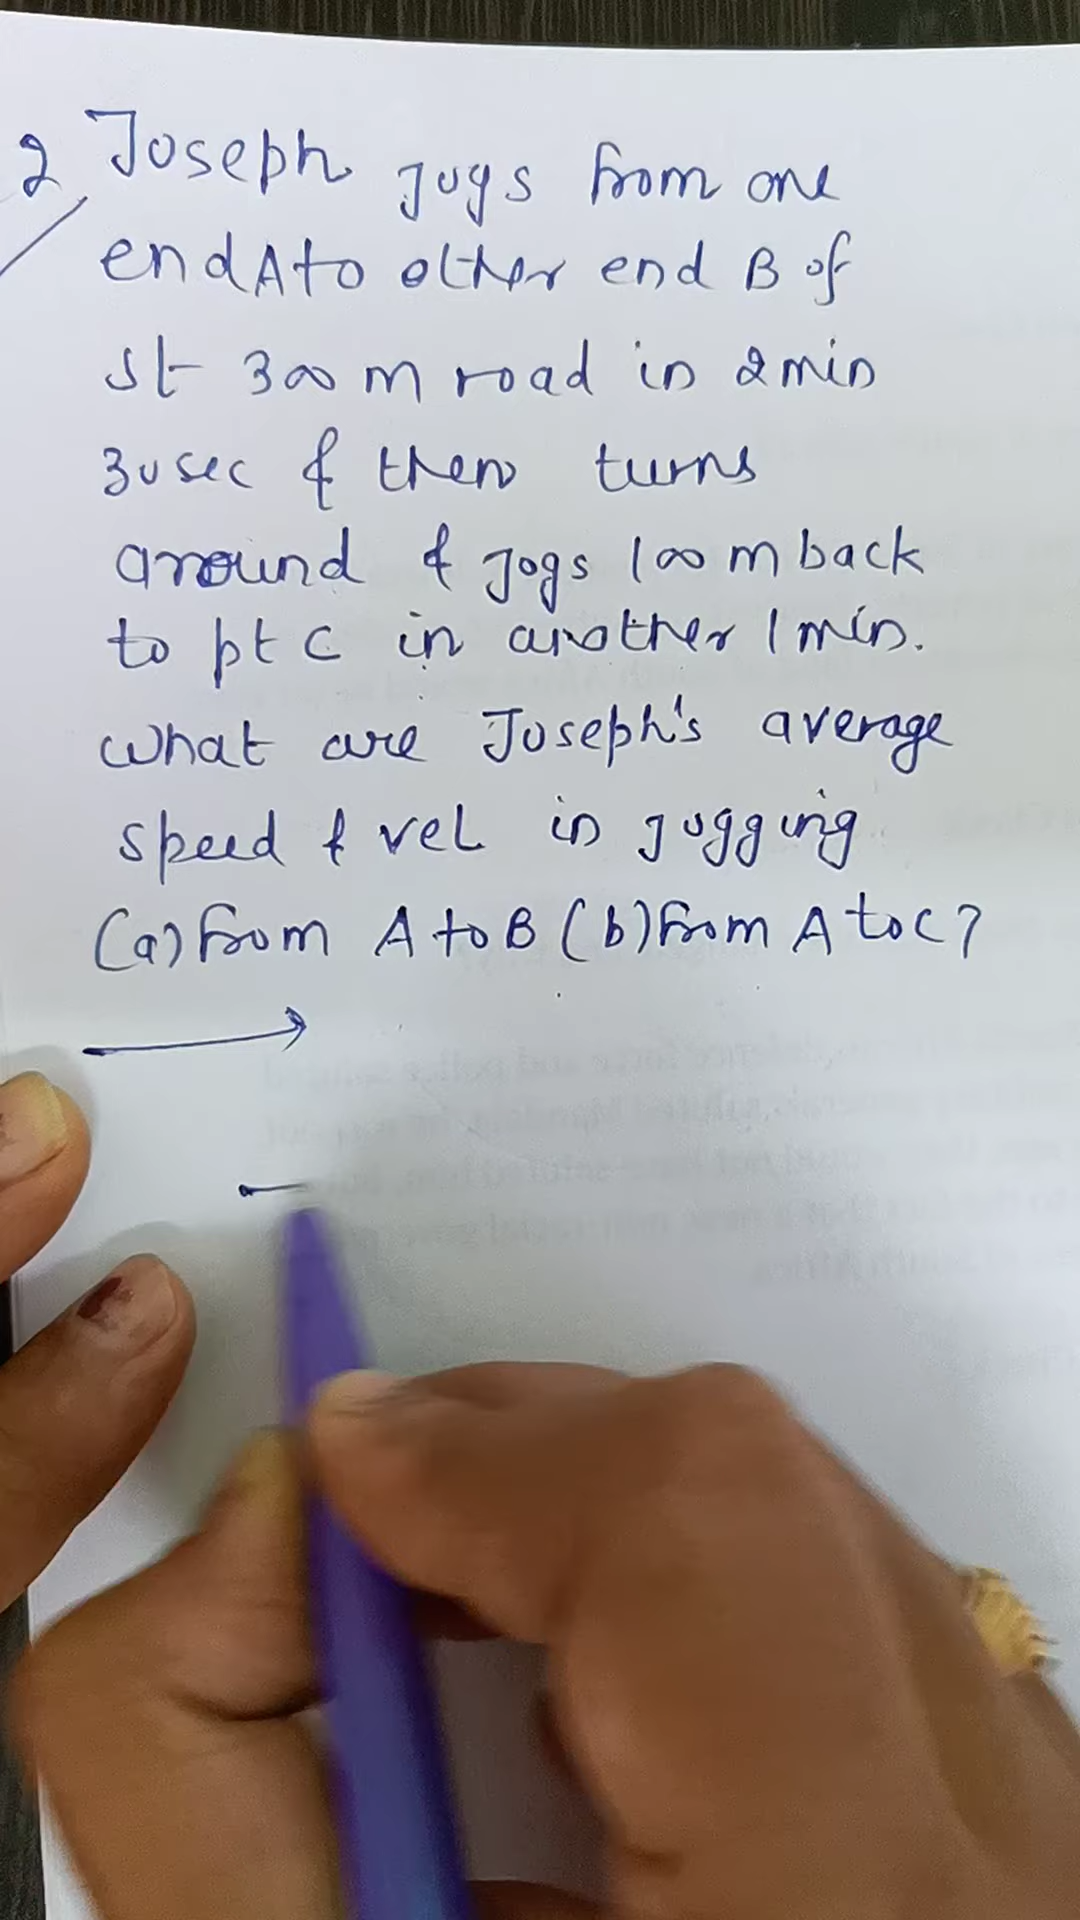 2 Joseph jogs from one
end A to other end B of
st 300 m road in 2 min
30 sec & then turns
around & jogs 100 m back
to pt C in another 1 min.
what are Joseph's average
speed & vel in jogging
(a) from A to B (b) from A to C?